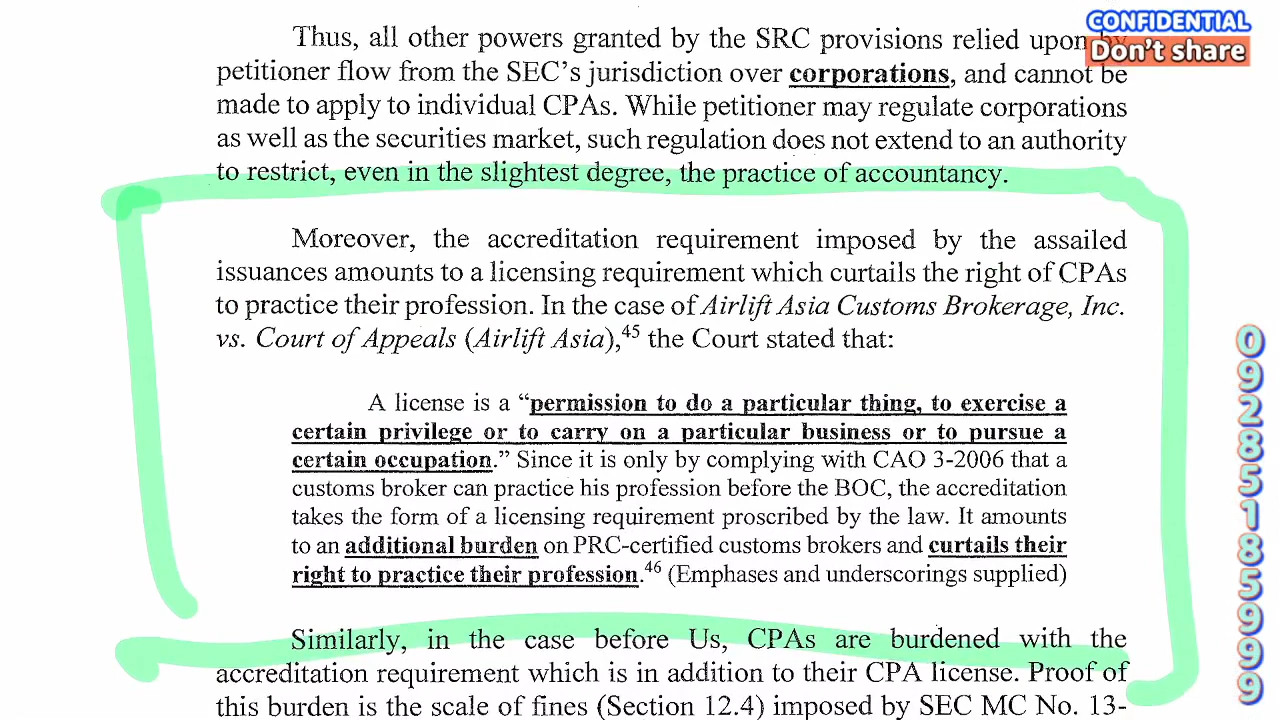 CONFIDENTIAL
Don't share
Thus, all other powers granted by the SRC provisions relied upon by
petitioner flow from the SEC's jurisdiction over corporations, and cannot be
made to apply to individual CPAs. While petitioner may regulate corporations
as well as the securities market, such regulation does not extend to an authority
to restrict, even in the slightest degree, the practice of accountancy.
Moreover, the accreditation requirement imposed by the assailed
issuances amounts to a licensing requirement which curtails the right of CPAs
to practice their profession. In the case of Airlift Asia Customs Brokerage, Inc.
vs. Court of Appeals (Airlift Asia),45 the Court stated that:
A license is a "permission to do a particular thing, to exercise a
certain privilege or to carry on a particular business or to pursue a
certain occupation." Since it is only by complying with CAO 3-2006 that a
customs broker can practice his profession before the BOC, the accreditation
takes the form of a licensing requirement proscribed by the law. It amounts
to an additional burden on PRC-certified customs brokers and curtails their
right to practice their profession.46 (Emphases and underscorings supplied)
Similarly, in the case before Us, CPAs are burdened with the
accreditation requirement which is in addition to their CPA license. Proof of
this burden is the scale of fines (Section 12.4) imposed by SEC MC No. 13-
09285185999